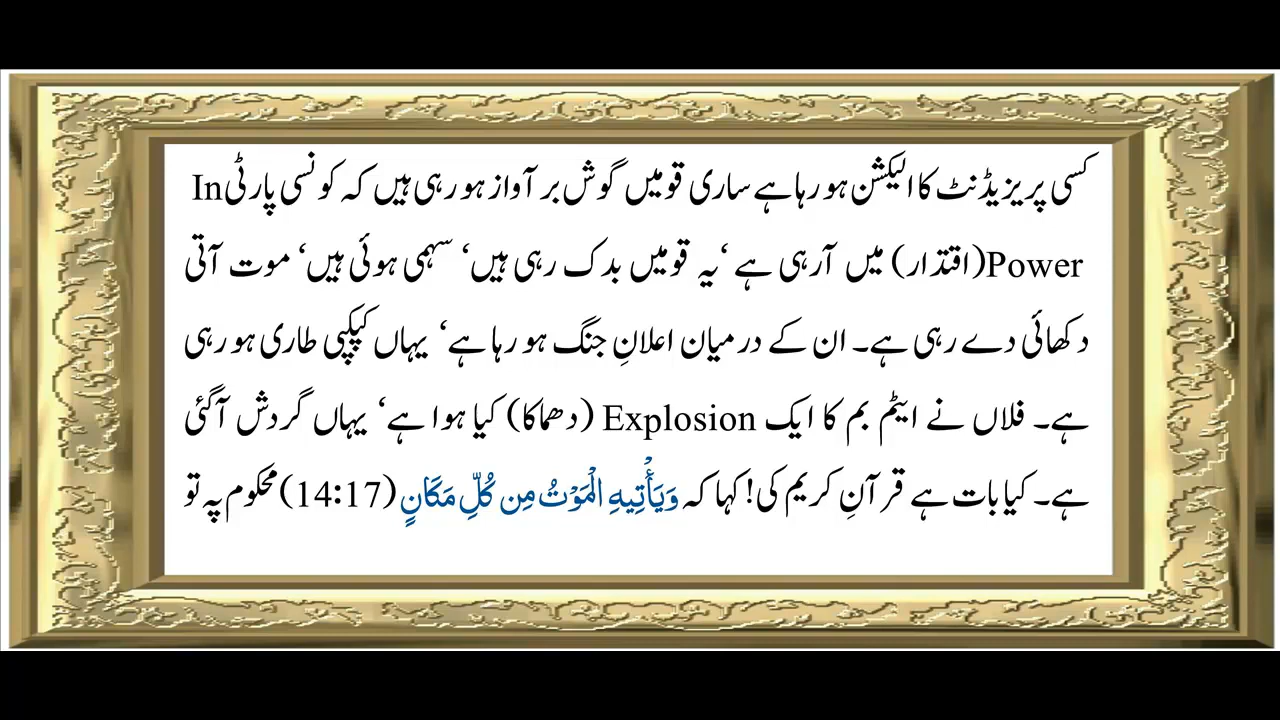 کسی پریزیڈنٹ کا الیکشن ہو رہا ہے ساری قومیں گوش بر آواز ہو رہی ہیں کہ کونسی پارٹی In
Power (اقتدار) میں آرہی ہے ‘یہ قومیں بدک رہی ہیں‘ سہمی ہوئی ہیں‘ موت آتی
دکھائی دے رہی ہے۔ ان کے درمیان اعلانِ جنگ ہو رہا ہے‘ یہاں کپکپی طاری ہو رہی
ہے۔ فلاں نے ایٹم بم کا ایک Explosion (دھماکا) کیا ہوا ہے‘ یہاں گردش آگئی
ہے۔ کیا بات ہے قرآنِ کریم کی! کہا کہ وَيَأْتِيهِ الْمَوْتُ مِن كُلِّ مَكَانٍ (14:17) محکوم پہ تو